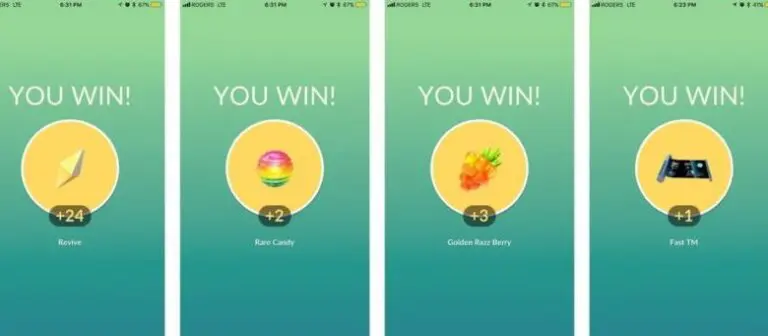 ROGERS LTE 6:31 PM 67%
YOU WIN!
+24
Revive
ROGERS LTE 6:31 PM 67%
YOU WIN!
+2
Rare Candy
ROGERS LTE 6:31 PM 67%
YOU WIN!
+3
Golden Razz Berry
ROGERS LTE 6:23 PM 41%
YOU WIN!
+1
Fast TM